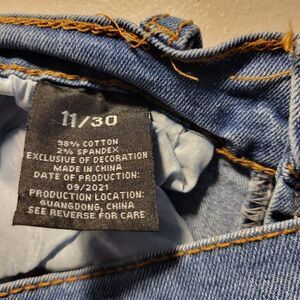 11/30
98% COTTON
2% SPANDEX
EXCLUSIVE OF DECORATION
MADE IN CHINA
DATE OF PRODUCTION:
09/2021
PRODUCTION LOCATION:
GUANGDONG, CHINA
SEE REVERSE FOR CARE